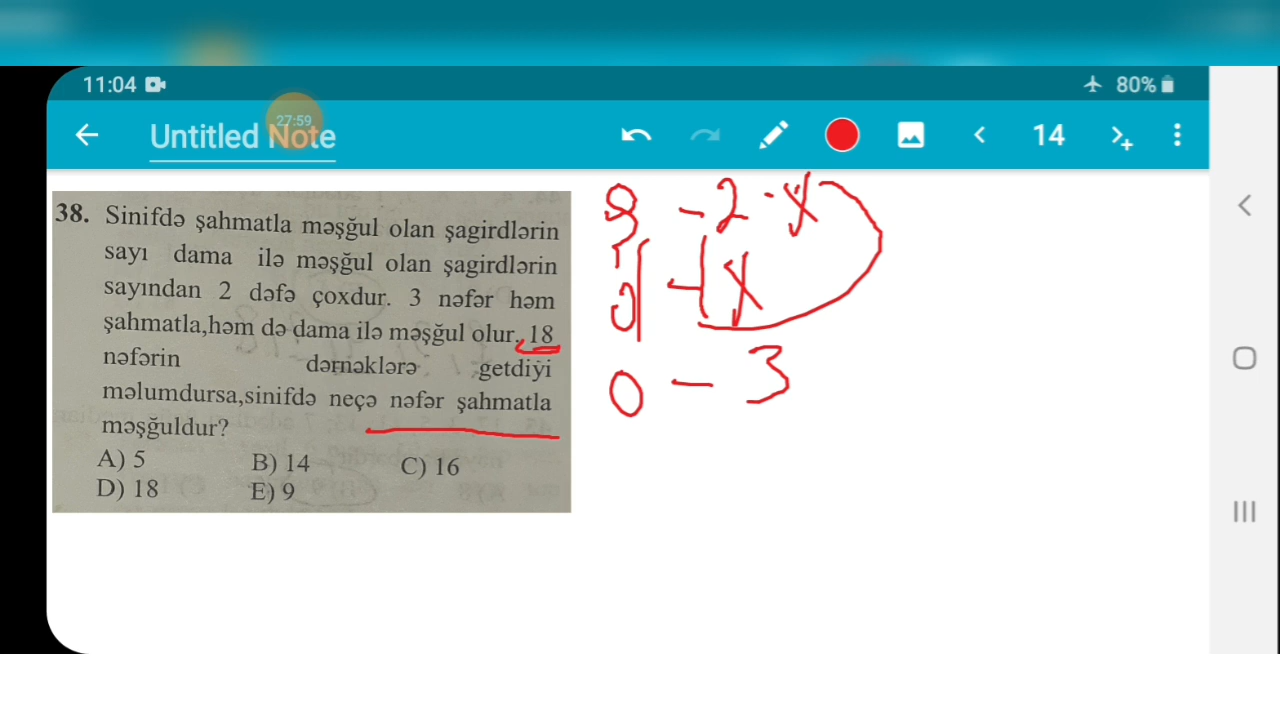 11:04
80%
27:59
Untitled Note
14
38. Sinifdə şahmatla məşğul olan şagirdlərin
sayı dama ilə məşğul olan şagirdlərin
sayından 2 dəfə çoxdur. 3 nəfər həm
şahmatla,həm də dama ilə məşğul olur. 18
nəfərin dərnəklərə getdiyi
məlumdursa,sinifdə neçə nəfər şahmatla
məşğuldur?
A) 5 B) 14 C) 16
D) 18 E) 9
Ş - 2 · x
d - x
0 - 3